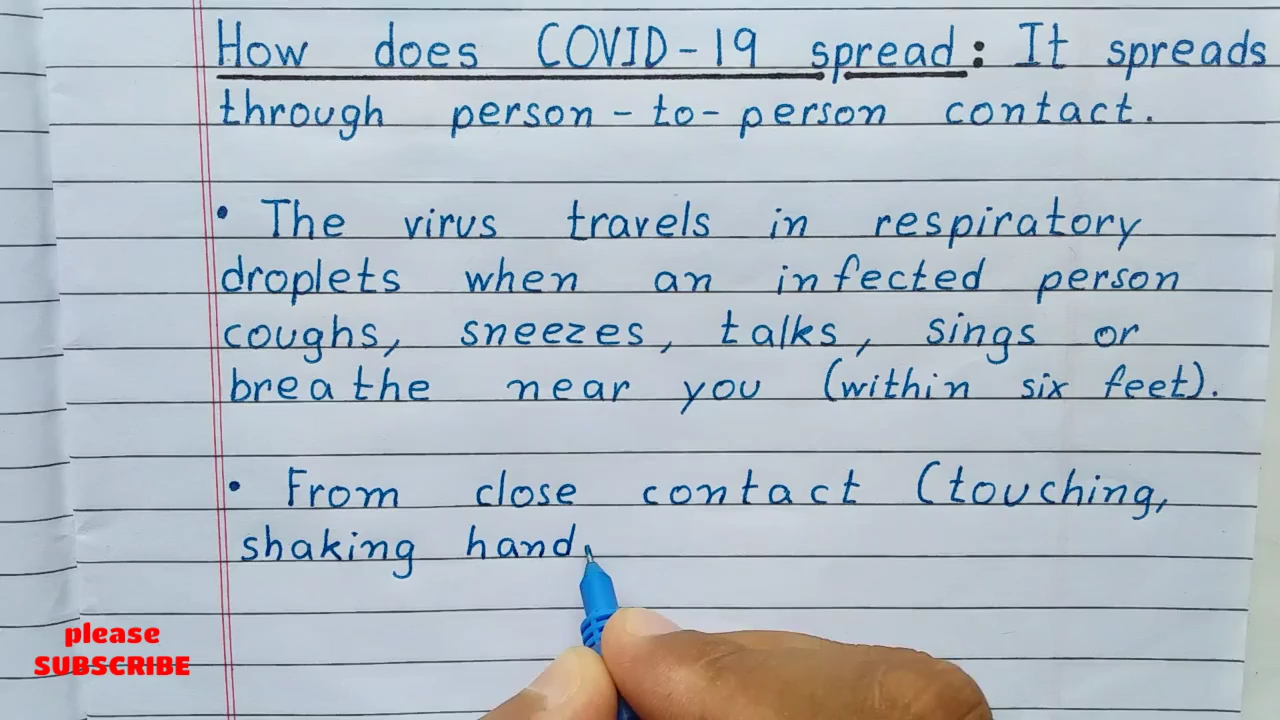 How does COVID-19 spread: It spreads
through person-to-person contact.
• The virus travels in respiratory
droplets when an infected person
coughs, sneezes, talks, sings or
breathe near you (within six feet).
• From close contact (touching,
shaking hand
please
SUBSCRIBE